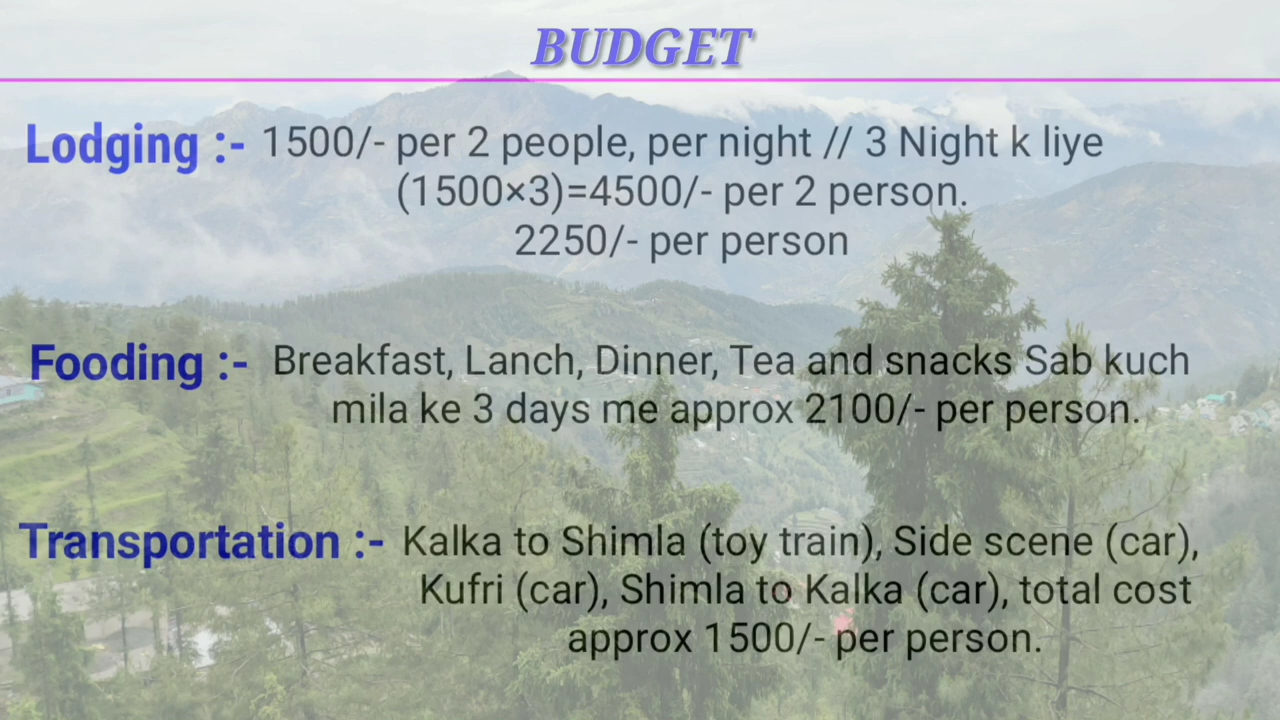 BUDGET
Lodging :- 1500/- per 2 people, per night // 3 Night k liye
(1500×3)=4500/- per 2 person.
2250/- per person
Fooding :- Breakfast, Lanch, Dinner, Tea and snacks Sab kuch
mila ke 3 days me approx 2100/- per person.
Transportation :- Kalka to Shimla (toy train), Side scene (car),
Kufri (car), Shimla to Kalka (car), total cost
approx 1500/- per person.